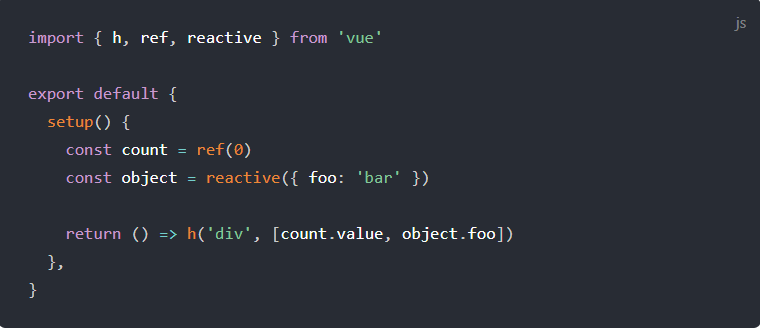 js
import { h, ref, reactive } from 'vue'

export default {
  setup() {
    const count = ref(0)
    const object = reactive({ foo: 'bar' })

    return () => h('div', [count.value, object.foo])
  },
}